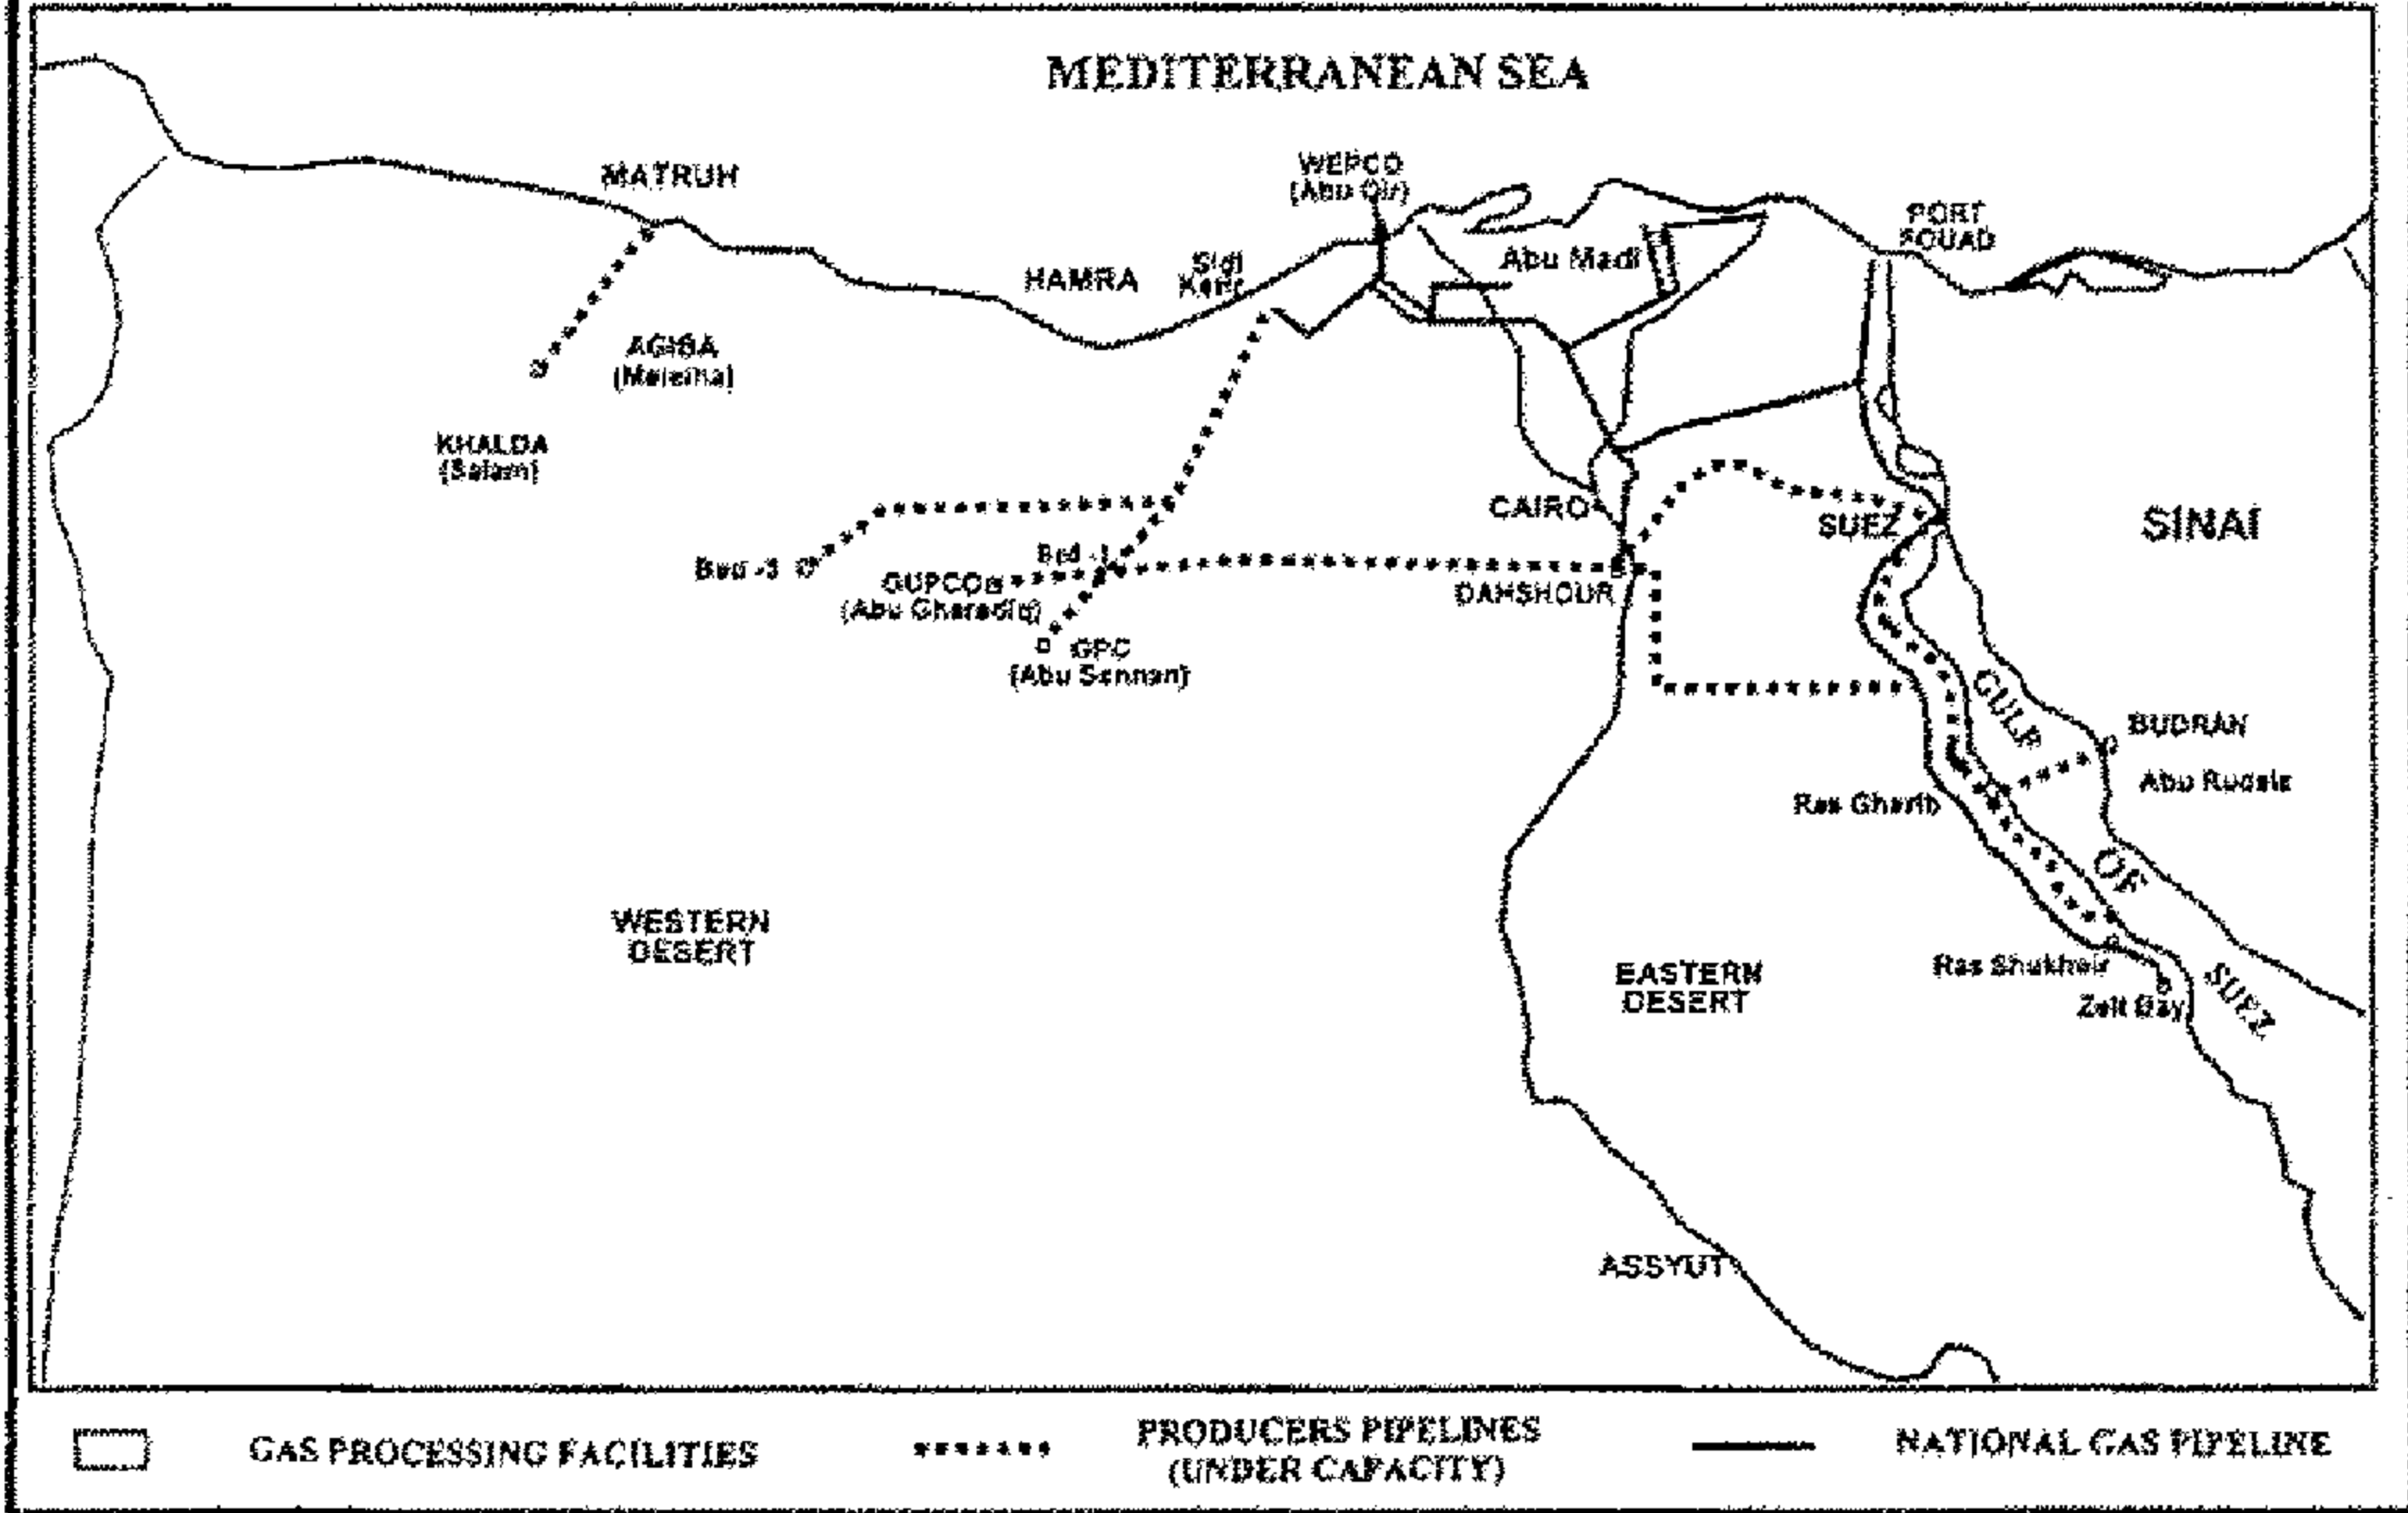 MEDITERRANEAN SEA
MATRUH
WEPCO
(Abu Qir)
PORT
FOUAD
HAMRA
Sidi
Kerir
Abu Madi
AGIBA
(Meleiha)
KHALDA
(Salam)
CAIRO
SUEZ
SINAI
Bed -3
Bed -1
GUPCO
(Abu Gharadiq)
DAHSHOUR
GPC
(Abu Sennan)
GULF
OF
SUEZ
BUDRAN
Abu Rudeis
Ras Gharib
WESTERN
DESERT
EASTERN
DESERT
Ras Shukheir
Zeit Bay
ASSYUT
GAS PROCESSING FACILITIES
PRODUCERS PIPELINES
(UNDER CAPACITY)
NATIONAL GAS PIPELINE